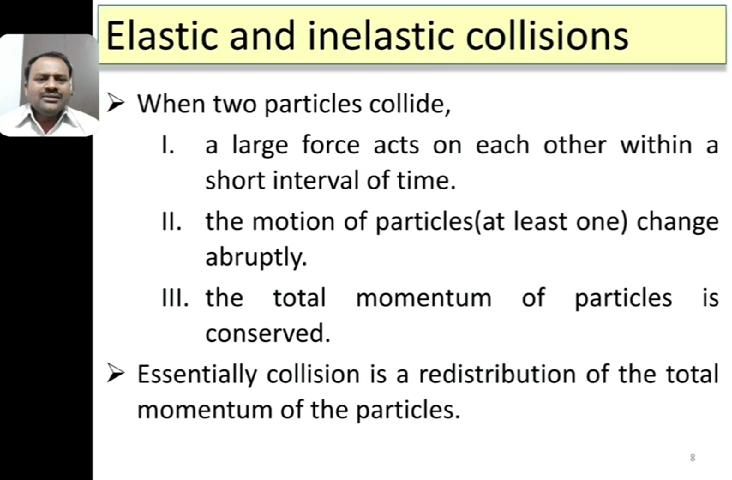 Elastic and inelastic collisions
➢ When two particles collide,
I. a large force acts on each other within a
short interval of time.
II. the motion of particles(at least one) change
abruptly.
III. the total momentum of particles is
conserved.
➢ Essentially collision is a redistribution of the total
momentum of the particles.
8